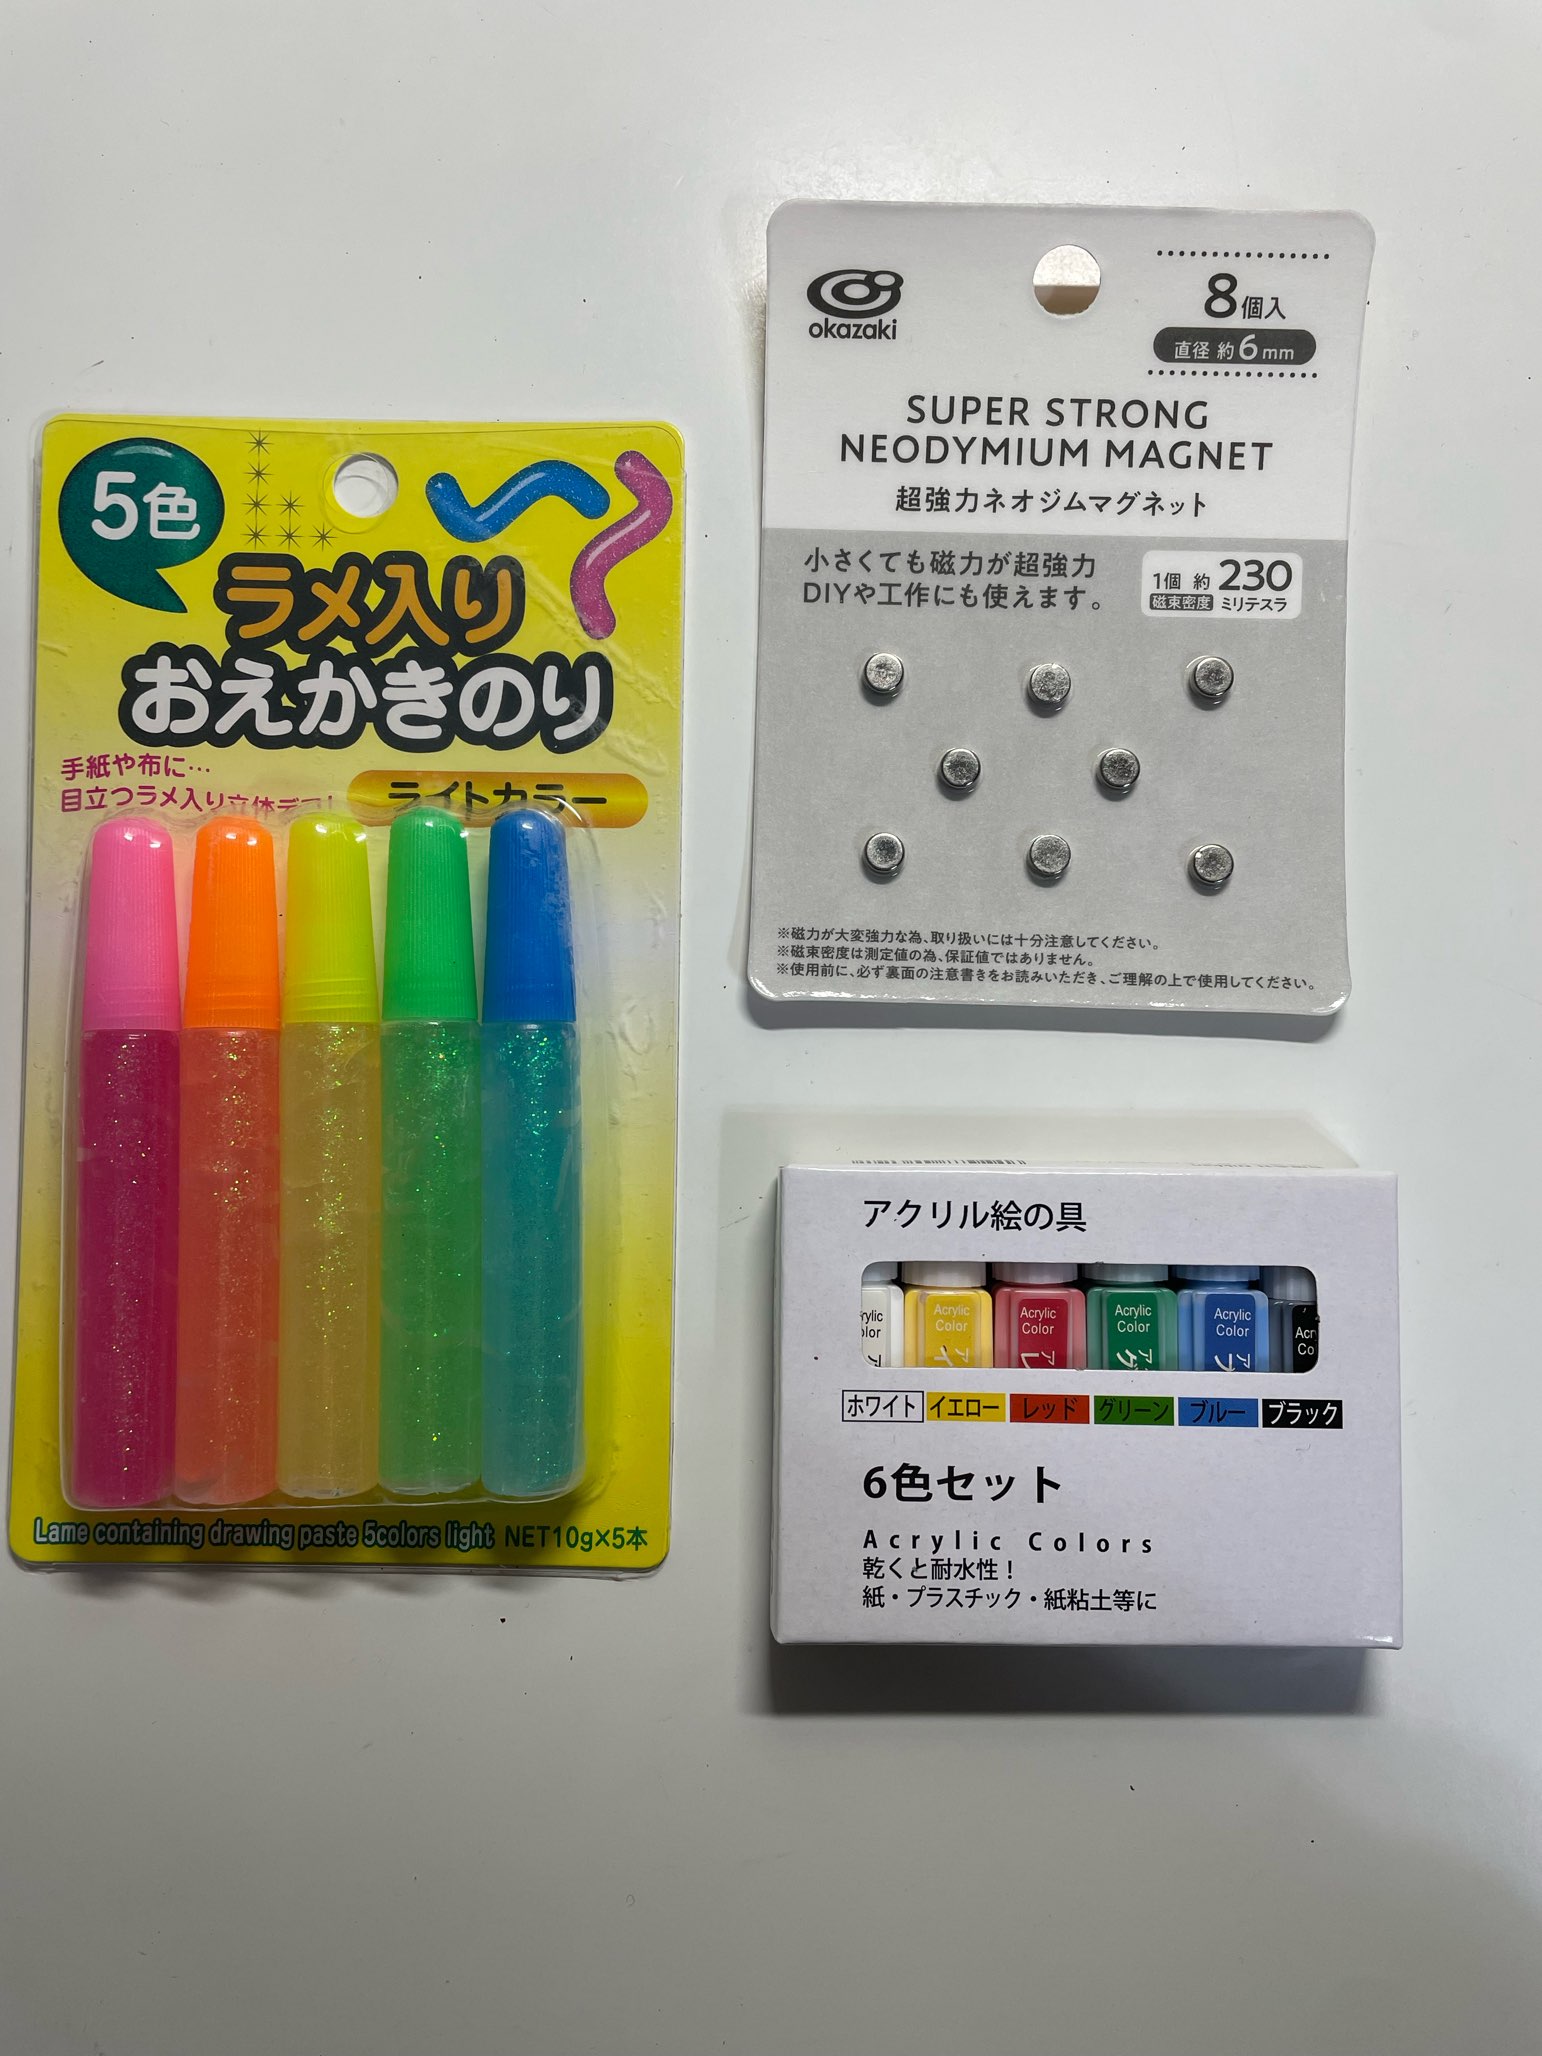 5色
ラメ入り
おえかきのり
手紙や布に…
目立つラメ入り立体デコ!
ライトカラー
Lame containing drawing paste 5colors light NET10g×5本
okazaki
8個入
直径 約6mm
SUPER STRONG
NEODYMIUM MAGNET
超強力ネオジムマグネット
小さくても磁力が超強力
DIYや工作にも使えます。
1個 約 230
磁束密度 ミリテスラ
※磁力が大変強力な為、取り扱いには十分注意してください。
※磁束密度は測定値の為、保証値ではありません。
※使用前に、必ず裏面の注意書きをお読みいただき、ご理解の上で使用してください。
アクリル絵の具
Acrylic Acrylic Acrylic Acrylic
Color Color Color Color
ホワイト イエロー レッド グリーン ブルー ブラック
6色セット
Acrylic Colors
乾くと耐水性!
紙・プラスチック・紙粘土等に